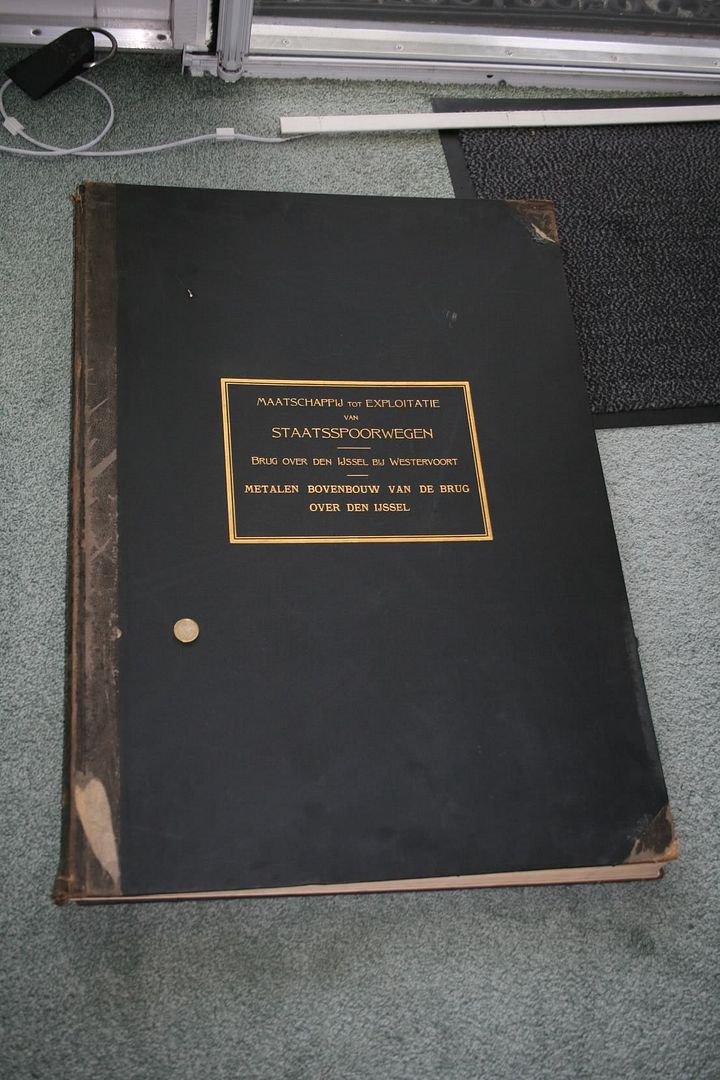 MAATSCHAPPIJ TOT EXPLOITATIE
VAN
STAATSSPOORWEGEN
BRUG OVER DEN IJSSEL BIJ WESTERVOORT
METALEN BOVENBOUW VAN DE BRUG
OVER DEN IJSSEL